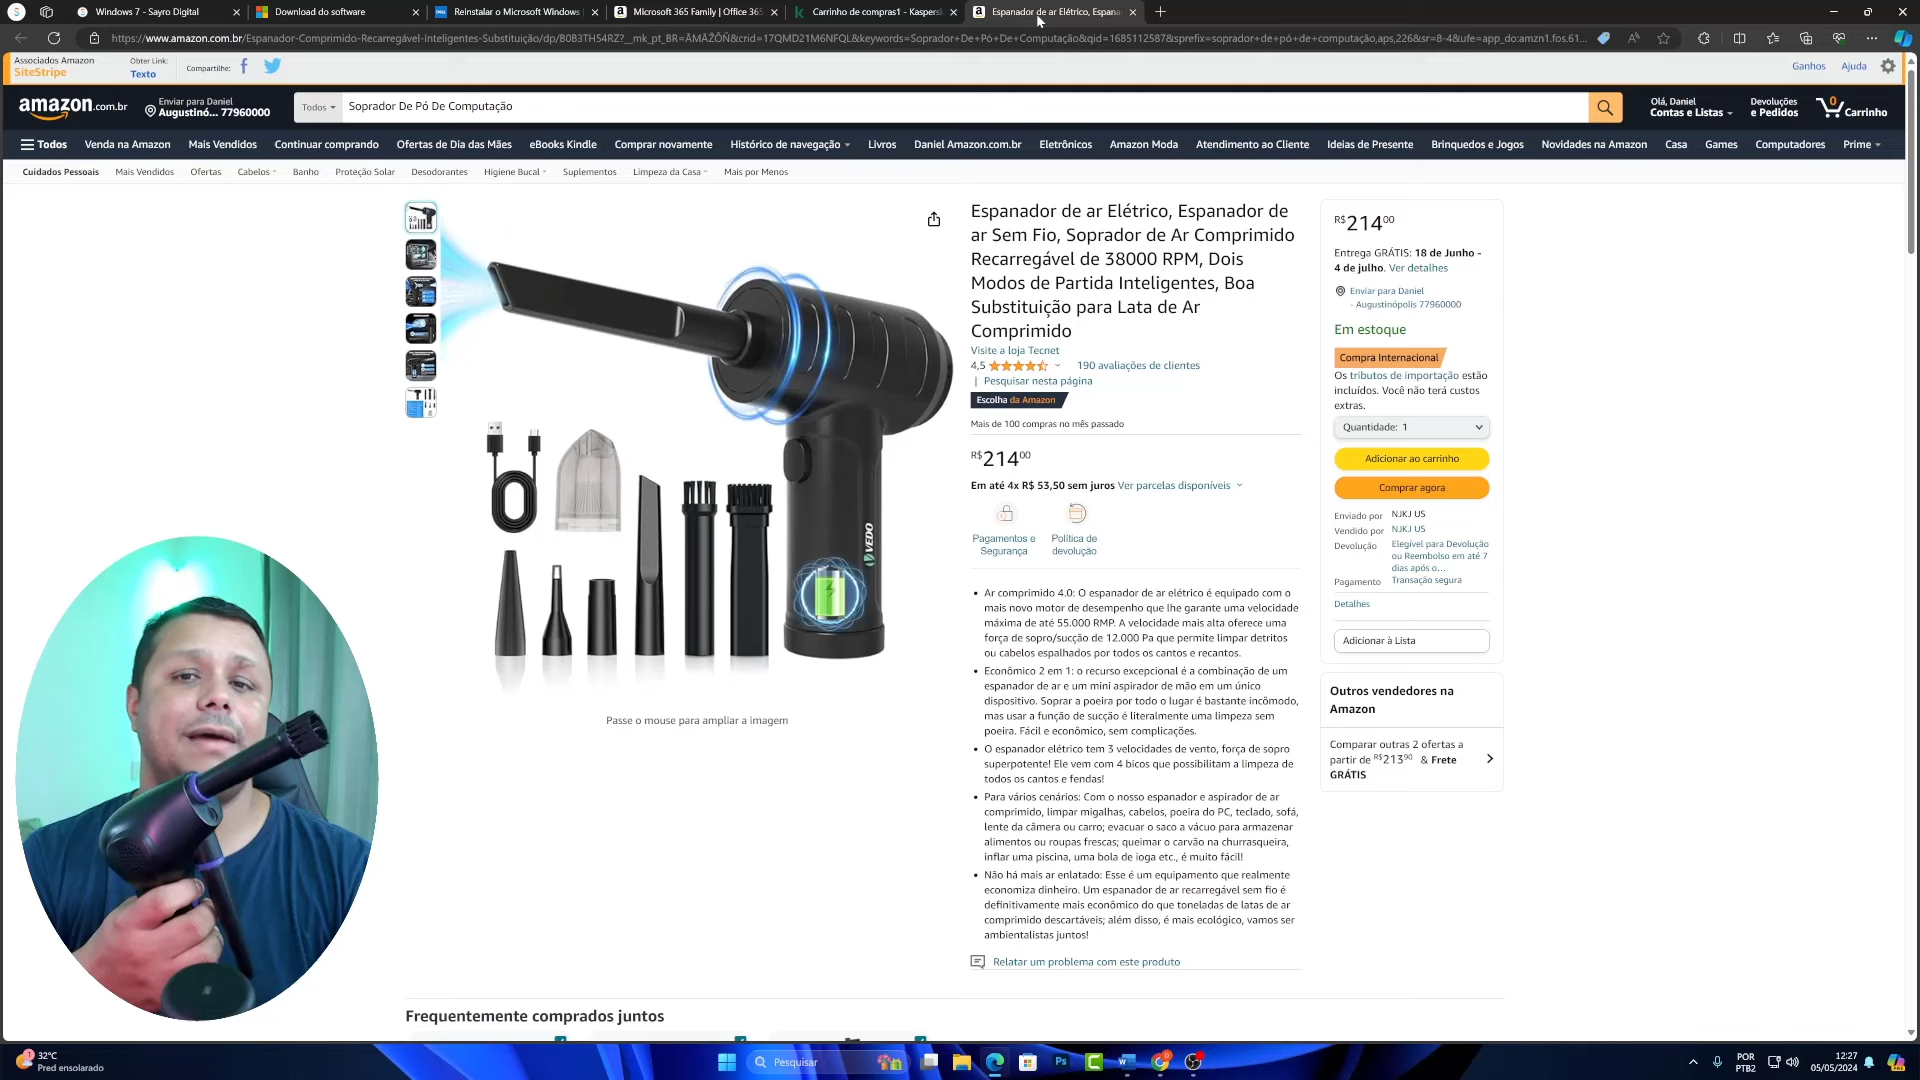 Windows 7 - Sayro Digital
Download do software
Reinstalar o Microsoft Windows
Microsoft 365 Family | Office 365
Carrinho de compras1 - Kaspersk
Espanador de ar Elétrico, Espana
https://www.amazon.com.br/Espanador-Comprimido-Recarregável-Inteligentes-Substituição/dp/B0B3TH54RZ?__mk_pt_BR=ÅMÅŽÕÑ&crid=17QMD21M6NFQL&keywords=Soprador+De+Pó+De+Computação&qid=1685112587&sprefix=soprador+de+pó+de+computação,aps,226&sr=8-4&ufe=app_do:amzn1.fos.61...
Associados Amazon
SiteStripe
Obter Link:
Texto
Compartilhe:
Ganhos
Ajuda
amazon.com.br
Enviar para Daniel
Augustinó... 77960000
Todos
Soprador De Pó De Computação
Olá, Daniel
Contas e Listas
Devoluções
e Pedidos
0
Carrinho
Todos
Venda na Amazon
Mais Vendidos
Continuar comprando
Ofertas de Dia das Mães
eBooks Kindle
Comprar novamente
Histórico de navegação
Livros
Daniel Amazon.com.br
Eletrônicos
Amazon Moda
Atendimento ao Cliente
Ideias de Presente
Brinquedos e Jogos
Novidades na Amazon
Casa
Games
Computadores
Prime
Cuidados Pessoais
Mais Vendidos
Ofertas
Cabelos
Banho
Proteção Solar
Desodorantes
Higiene Bucal
Suplementos
Limpeza da Casa
Mais por Menos
VEDO
Passe o mouse para ampliar a imagem
Espanador de ar Elétrico, Espanador de
ar Sem Fio, Soprador de Ar Comprimido
Recarregável de 38000 RPM, Dois
Modos de Partida Inteligentes, Boa
Substituição para Lata de Ar
Comprimido
Visite a loja Tecnet
4,5
190 avaliações de clientes
| Pesquisar nesta página
Escolha da Amazon
Mais de 100 compras no mês passado
R$ 214 00
Em até 4x R$ 53,50 sem juros Ver parcelas disponíveis
Pagamentos e
Segurança
Política de
devolução
• Ar comprimido 4.0: O espanador de ar elétrico é equipado com o
mais novo motor de desempenho que lhe garante uma velocidade
máxima de até 55.000 RMP. A velocidade mais alta oferece uma
força de sopro/sucção de 12.000 Pa que permite limpar detritos
ou cabelos espalhados por todos os cantos e recantos.
• Econômico 2 em 1: o recurso excepcional é a combinação de um
espanador de ar e um mini aspirador de mão em um único
dispositivo. Soprar a poeira por todo o lugar é bastante incômodo,
mas usar a função de sucção é literalmente uma limpeza sem
poeira. Fácil e econômico, sem complicações.
• O espanador elétrico tem 3 velocidades de vento, força de sopro
superpotente! Ele vem com 4 bicos que possibilitam a limpeza de
todos os cantos e fendas!
• Para vários cenários: Com o nosso espanador e aspirador de ar
comprimido, limpar migalhas, cabelos, poeira do PC, teclado, sofá,
lente da câmera ou carro; evacuar o saco a vácuo para armazenar
alimentos ou roupas frescas; queimar o carvão na churrasqueira,
inflar uma piscina, uma bola de ioga etc., é muito fácil!
• Não há mais ar enlatado: Esse é um equipamento que realmente
economiza dinheiro. Um espanador de ar recarregável sem fio é
definitivamente mais econômico do que toneladas de latas de ar
comprimido descartáveis; além disso, é mais ecológico, vamos ser
ambientalistas juntos!
Relatar um problema com este produto
R$ 214 00
Entrega GRÁTIS: 18 de Junho -
4 de julho. Ver detalhes
Enviar para Daniel
- Augustinópolis 77960000
Em estoque
Compra Internacional
Os tributos de importação estão
incluídos. Você não terá custos
extras.
Quantidade: 1
Adicionar ao carrinho
Comprar agora
Enviado por NJKJ US
Vendido por NJKJ US
Devolução Elegível para Devolução
ou Reembolso em até 7
dias após o...
Pagamento Transação segura
Detalhes
Adicionar à Lista
Outros vendedores na
Amazon
Comparar outras 2 ofertas a
partir de R$213 90 & Frete
GRÁTIS
Frequentemente comprados juntos
1
32°C
Pred ensolarado
Pesquisar
POR
PTB2
12:27
05/05/2024